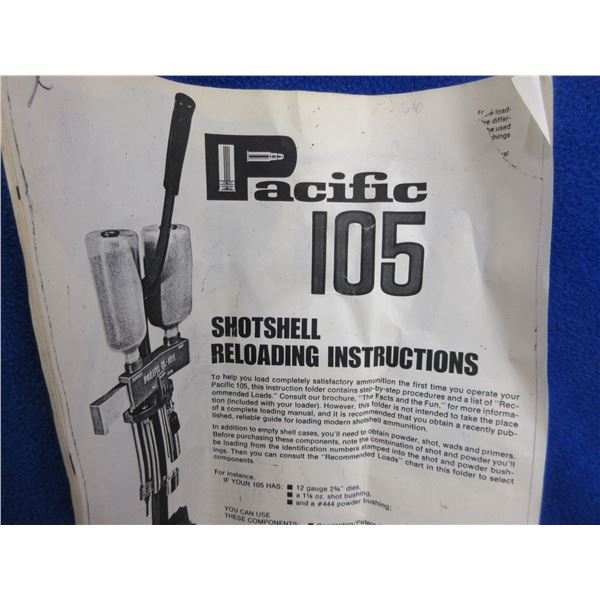 Pacific
105
SHOTSHELL
RELOADING INSTRUCTIONS
To help you load completely satisfactory ammunition the first time you operate your
Pacific 105, this instruction folder contains step-by-step procedures and a list of "Rec-
ommended Loads." Consult our brochure, "The Facts and the Fun," for more informa-
tion (included with your loader). However, this folder is not intended to take the place
of a complete loading manual, and it is recommended that you obtain a recently pub-
lished, reliable guide for loading modern shotshell ammunition.
In addition to empty shell cases, you'll need to obtain powder, shot, wads and primers.
Before purchasing these components, note the combination of shot and powder you'll
be loading from the identification numbers stamped into the shot and powder bush-
ings. Then you can consult the "Recommended Loads" chart in this folder to select
components.
For instance,
IF YOUR 105 HAS: ■ 12 gauge 2¾" dies,
■ a 1⅛ oz. shot bushing,
■ and a #444 powder bushing;
YOU CAN USE
THESE COMPONENTS: ■ Remington/Peters
load-
differ-
used
Pacific